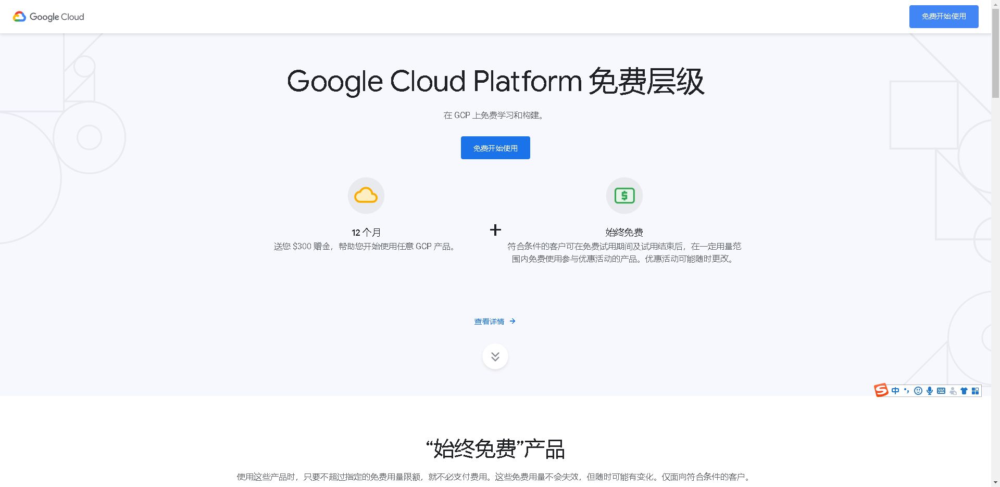 Google Cloud
免费开始使用
Google Cloud Platform 免费层级
在 GCP 上免费学习和构建。
免费开始使用
12 个月
送您 $300 赠金，帮助您开始使用任意 GCP 产品。
+
始终免费
符合条件的客户可在免费试用期间及试用结束后，在一定用量范
围内免费使用参与优惠活动的产品。优惠活动可能随时更改。
查看详情
中
“始终免费”产品
使用这些产品时，只要不超过指定的免费用量限额，就不必支付费用。这些免费用量不会失效，但随时可能有变化。仅面向符合条件的客户。